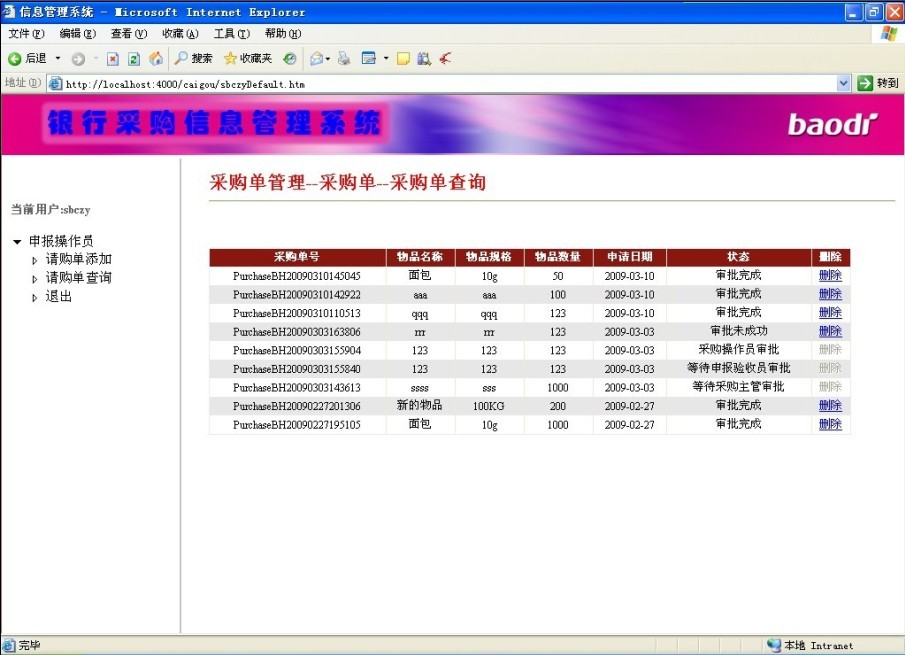 信息管理系统 - Microsoft Internet Explorer
文件(F) 编辑(E) 查看(V) 收藏(A) 工具(T) 帮助(H)
后退 搜索 收藏夹
地址(D) http://localhost:4000/caigou/sbczyDefault.htm 转到
银行采购信息管理系统 baodi
采购单管理--采购单--采购单查询
当前用户:sbczy
申报操作员
请购单添加
请购单查询
退出
采购单号 物品名称 物品规格 物品数量 申请日期 状态 删除
PurchaseBH20090310145045 面包 10g 50 2009-03-10 审批完成 删除
PurchaseBH20090310142922 aaa aaa 100 2009-03-10 审批完成 删除
PurchaseBH20090310110513 qqq qqq 123 2009-03-10 审批完成 删除
PurchaseBH20090303163806 rrr rrr 123 2009-03-03 审批未成功 删除
PurchaseBH20090303155904 123 123 123 2009-03-03 采购操作员审批 删除
PurchaseBH20090303155840 123 123 123 2009-03-03 等待申报验收员审批 删除
PurchaseBH20090303143613 ssss sss 1000 2009-03-03 等待采购主管审批 删除
PurchaseBH20090227201306 新的物品 100KG 200 2009-02-27 审批完成 删除
PurchaseBH20090227195105 面包 10g 1000 2009-02-27 审批完成 删除
完毕 本地 Intranet